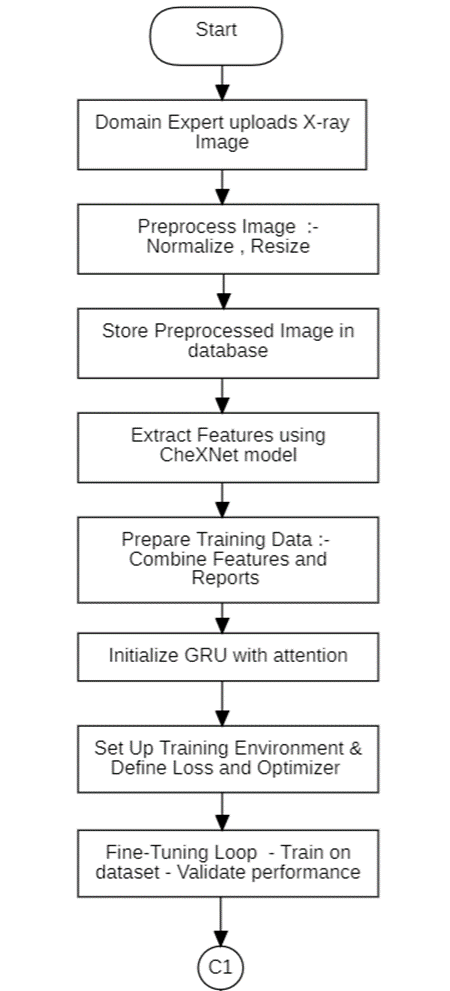 Start
Domain Expert uploads X-ray
Image
Preprocess Image  :-
Normalize , Resize
Store Preprocessed Image in
database
Extract Features using
CheXNet model
Prepare Training Data :-
Combine Features and
Reports
Initialize GRU with attention
Set Up Training Environment &
Define Loss and Optimizer
Fine-Tuning Loop  - Train on
dataset - Validate performance
C1